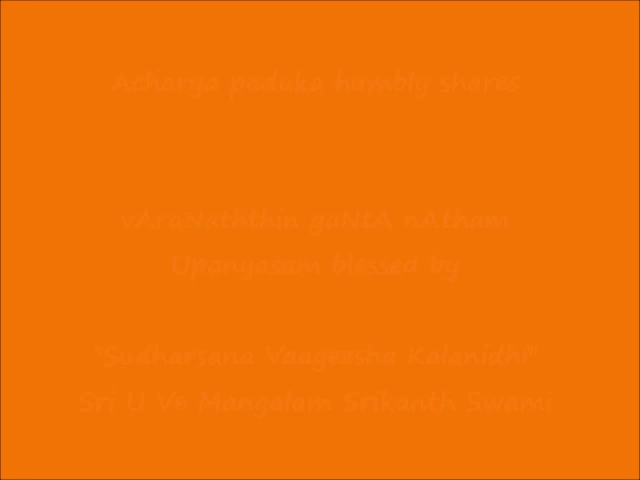 Acharya paduka humbly shares
vAraNaththin gaNtA nAtham
Upanyasam blessed by
"Sudharsana Vaageesha Kalanidhi"
Sri U Ve Mangalam Srikanth Swami